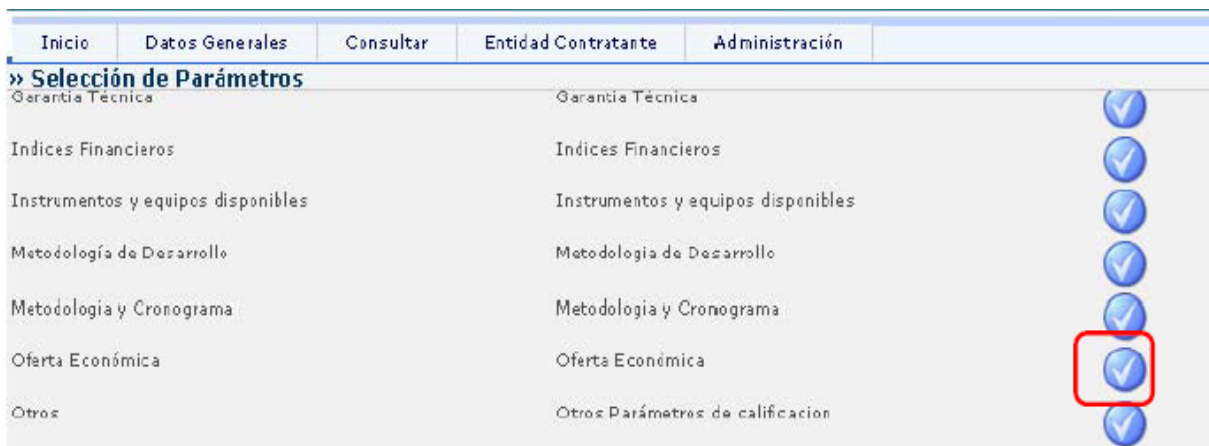 Inicio Datos Generales Consultar Entidad Contratante Administración
» Selección de Parámetros
Garantia Técnica Garantia Técnica
Indices Financieros Indices Financieros
Instrumentos y equipos disponibles Instrumentos y equipos disponibles
Metodología de Desarrollo Metodologia de Desarrollo
Metodologia y Cronograma Metodologia y Cronograma
Oferta Económica Oferta Económica
Otros Otros Parámetros de calificacion